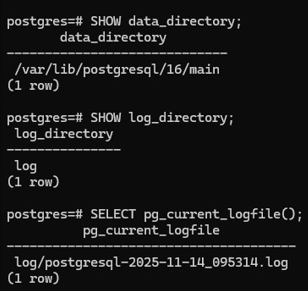 postgres=# SHOW data_directory;
       data_directory
-----------------------------
 /var/lib/postgresql/16/main
(1 row)

postgres=# SHOW log_directory;
 log_directory
---------------
 log
(1 row)

postgres=# SELECT pg_current_logfile();
          pg_current_logfile
--------------------------------------
 log/postgresql-2025-11-14_095314.log
(1 row)